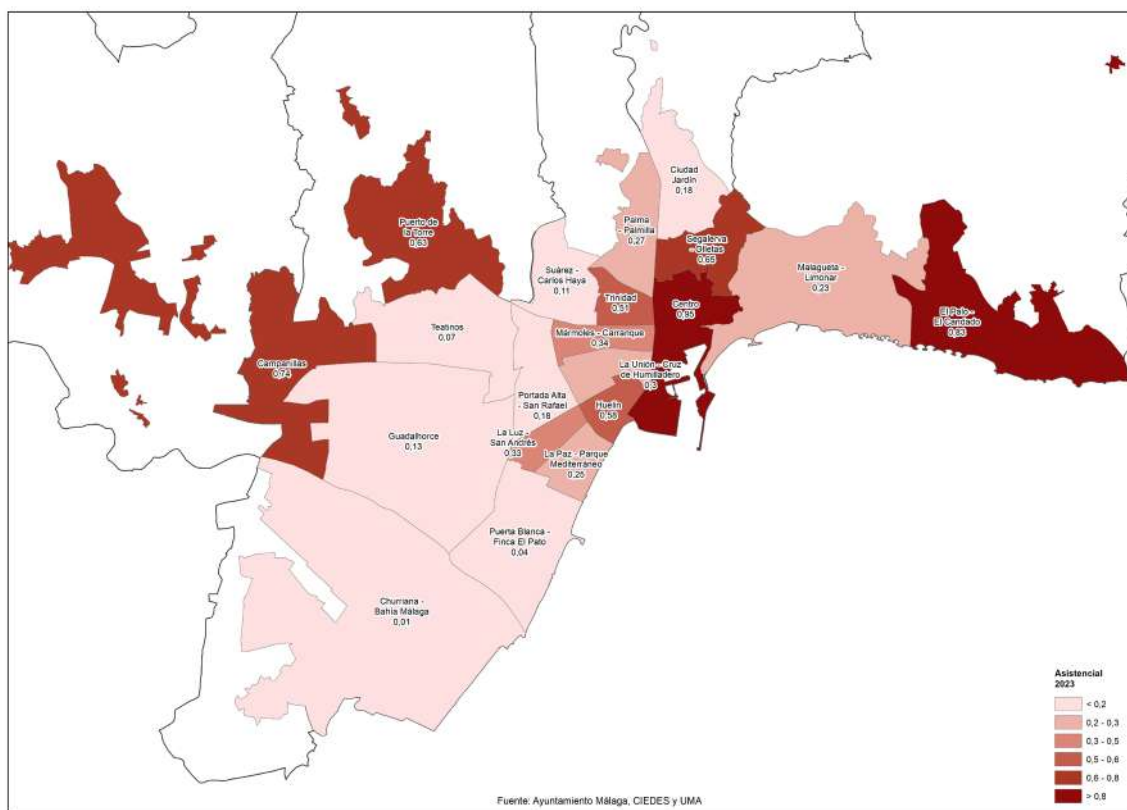 Ciudad
Jardín
0,18
Puerto de
la Torre
0,63
Palma
- Palmilla
0,27
Segalerva
- Olletas
0,65
Suárez -
Carlos Haya
0,11
Malagueta -
Limonar
0,23
Trinidad
0,51
Centro
0,95
El Palo -
El Candado
0,83
Teatinos
0,07
Mármoles - Carranque
0,34
Campanillas
0,74
La Unión - Cruz
de Humilladero
0,3
Portada Alta
- San Rafael
0,18
Huelin
0,58
Guadalhorce
0,13
La Luz -
San Andrés
0,33
La Paz - Parque
Mediterráneo
0,25
Puerta Blanca -
Finca El Pato
0,04
Churriana -
Bahía Málaga
0,01
Asistencial
2023
< 0,2
0,2 - 0,3
0,3 - 0,5
0,5 - 0,6
0,6 - 0,8
> 0,8
Fuente: Ayuntamiento Málaga, CIEDES y UMA